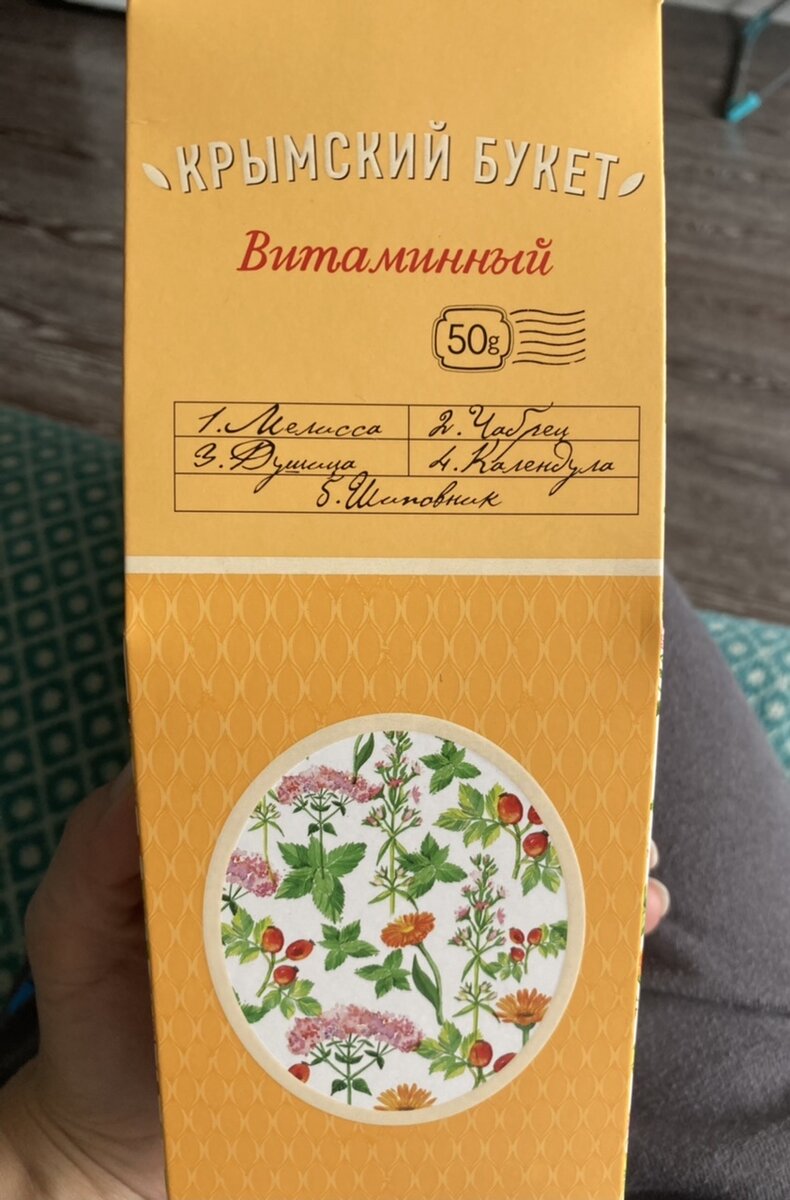 КРЫМСКИЙ БУКЕТ
Витаминный
50g
1. Мелисса 2. Чабрец
3. Душица 4. Календула
5. Шиповник